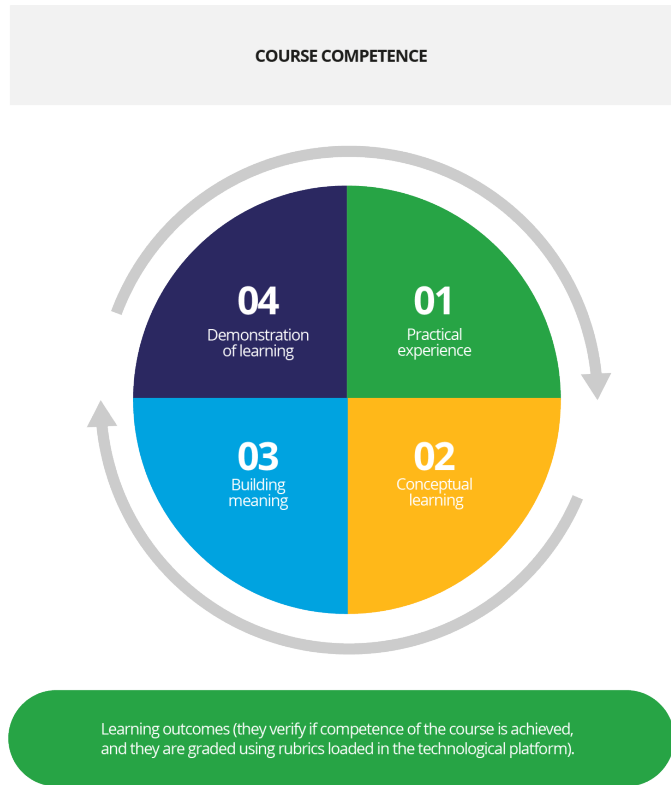 COURSE COMPETENCE
04
Demonstration
of learning
01
Practical
experience
03
Building
meaning
02
Conceptual
learning
Learning outcomes (they verify if competence of the course is achieved,
and they are graded using rubrics loaded in the technological platform).